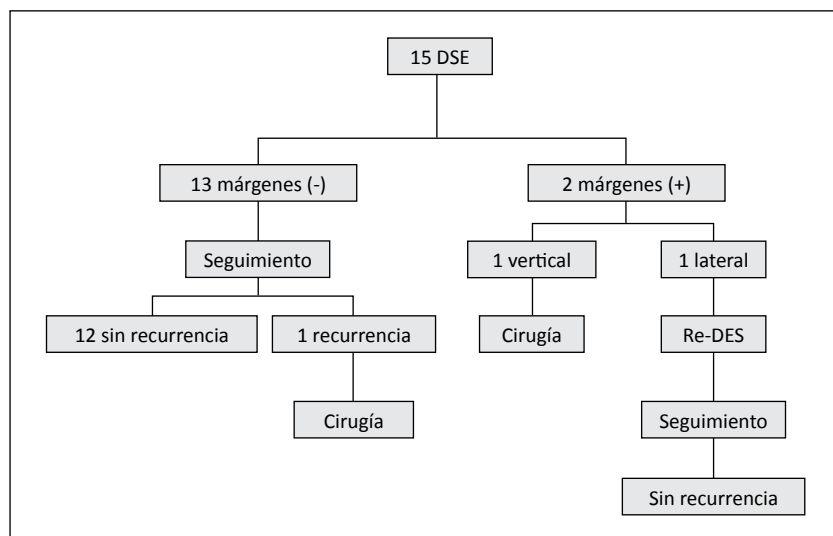 15 DSE
13 márgenes (-)
2 márgenes (+)
Seguimiento
1 vertical
1 lateral
12 sin recurrencia
1 recurrencia
Cirugía
Re-DES
Cirugía
Seguimiento
Sin recurrencia